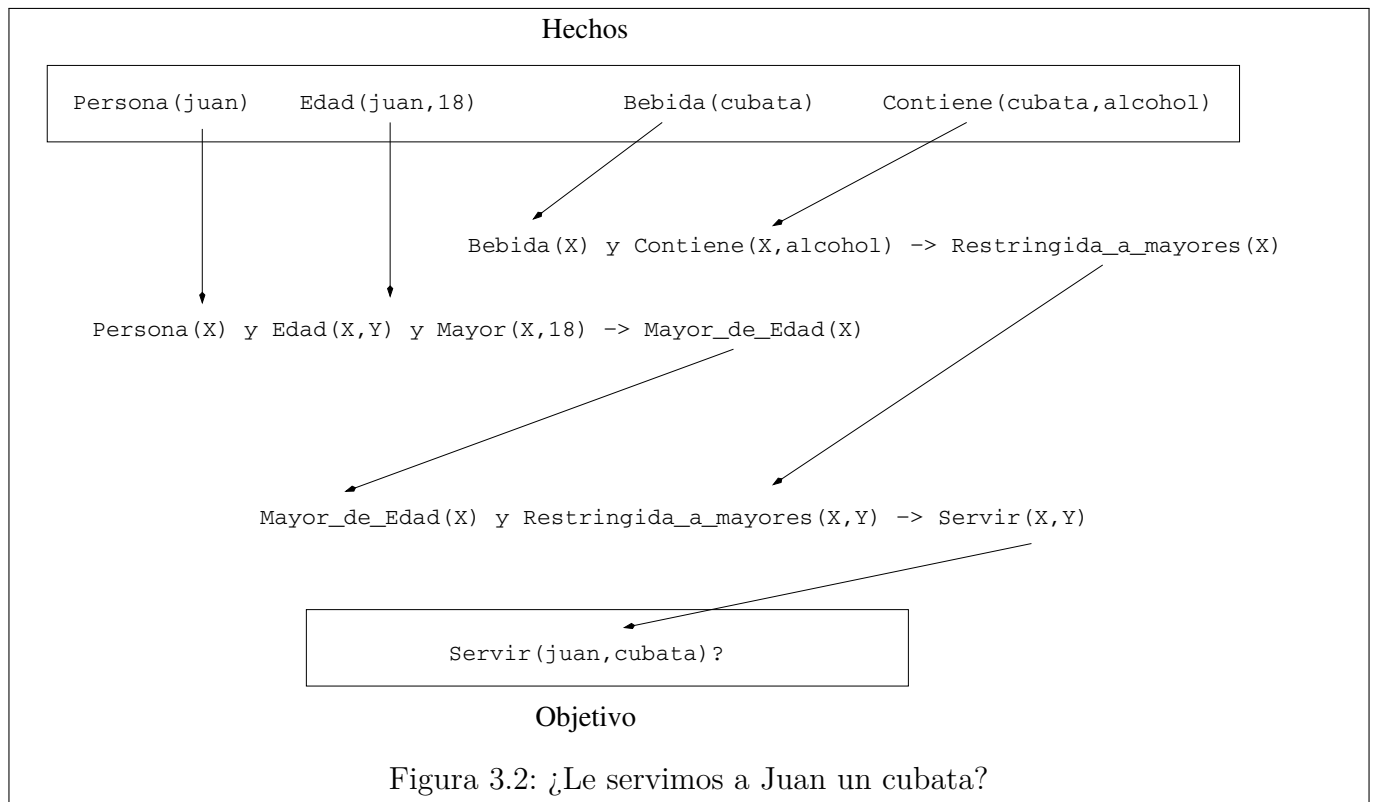 Hechos
Persona(juan) Edad(juan,18) Bebida(cubata) Contiene(cubata,alcohol)
Bebida(X) y Contiene(X,alcohol) -> Restringida_a_mayores(X)
Persona(X) y Edad(X,Y) y Mayor(X,18) -> Mayor_de_Edad(X)
Mayor_de_Edad(X) y Restringida_a_mayores(X,Y) -> Servir(X,Y)
Servir(juan,cubata)?
Objetivo
Figura 3.2: ¿Le servimos a Juan un cubata?